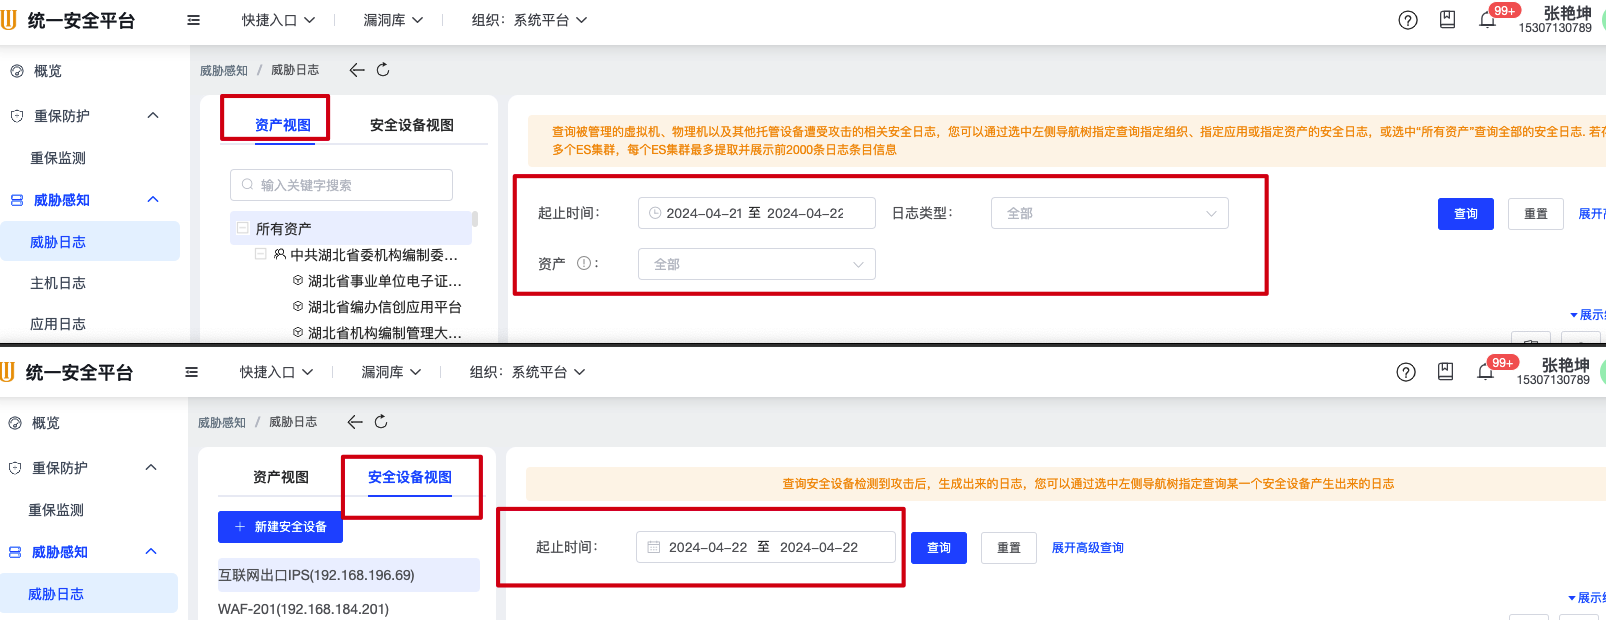 统一安全平台
快捷入口
漏洞库
组织：系统平台
99+
张艳坤
15307130789
概览
重保防护
重保监测
威胁感知
威胁日志
主机日志
应用日志
威胁感知 / 威胁日志
资产视图
安全设备视图
输入关键字搜索
所有资产
中共湖北省委机构编制委...
湖北省事业单位电子证...
湖北省编办信创应用平台
湖北省机构编制管理大...
查询被管理的虚拟机、物理机以及其他托管设备遭受攻击的相关安全日志，您可以通过选中左侧导航树指定查询指定组织、指定应用或指定资产的安全日志，或选中“所有资产”查询全部的安全日志. 若存
多个ES集群，每个ES集群最多提取并展示前2000条日志条目信息
起止时间：
2024-04-21 至 2024-04-22
日志类型：
全部
查询
重置
展开高
资产 ：
全部
展示
统一安全平台
快捷入口
漏洞库
组织：系统平台
99+
张艳坤
15307130789
概览
重保防护
重保监测
威胁感知
威胁日志
威胁感知 / 威胁日志
资产视图
安全设备视图
新建安全设备
互联网出口IPS(192.168.196.69)
WAF-201(192.168.184.201)
查询安全设备检测到攻击后，生成出来的日志，您可以通过选中左侧导航树指定查询某一个安全设备产生出来的日志
起止时间：
2024-04-22 至 2024-04-22
查询
重置
展开高级查询
展示